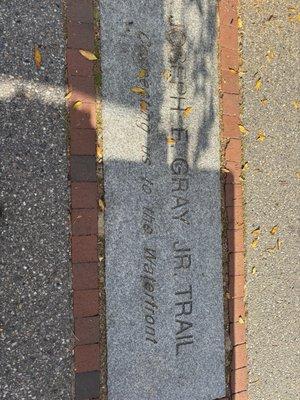 JOSEPH E. GRAY JR. TRAIL
Connecting us to the Waterfront